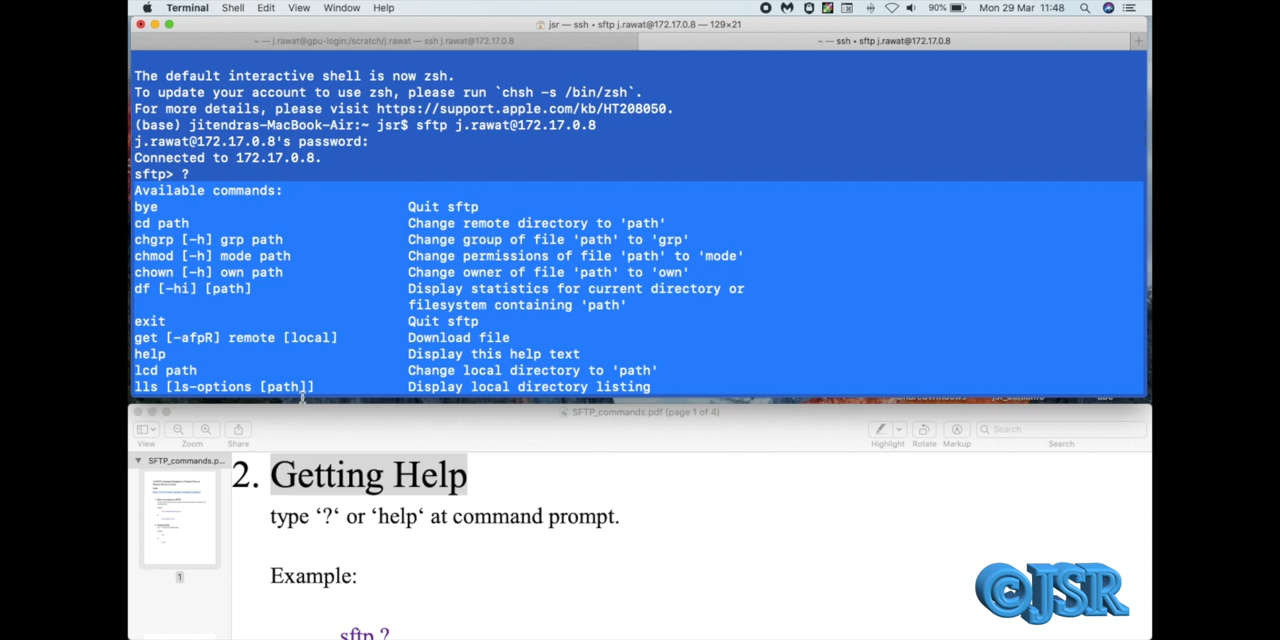 Terminal Shell Edit View Window Help 90% Mon 29 Mar 11:48
jsr — ssh • sftp j.rawat@172.17.0.8 — 129×21
~ — j.rawat@gpu-login:/scratch/j.rawat — ssh j.rawat@172.17.0.8
~ — ssh • sftp j.rawat@172.17.0.8
The default interactive shell is now zsh.
To update your account to use zsh, please run `chsh -s /bin/zsh`.
For more details, please visit https://support.apple.com/kb/HT208050.
(base) jitendras-MacBook-Air:~ jsr$ sftp j.rawat@172.17.0.8
j.rawat@172.17.0.8's password:
Connected to 172.17.0.8.
sftp> ?
Available commands:
bye Quit sftp
cd path Change remote directory to 'path'
chgrp [-h] grp path Change group of file 'path' to 'grp'
chmod [-h] mode path Change permissions of file 'path' to 'mode'
chown [-h] own path Change owner of file 'path' to 'own'
df [-hi] [path] Display statistics for current directory or
filesystem containing 'path'
exit Quit sftp
get [-afpR] remote [local] Download file
help Display this help text
lcd path Change local directory to 'path'
lls [ls-options [path]] Display local directory listing
SFTP_commands.pdf (page 1 of 4)
Search
View Zoom Share Highlight Rotate Markup Search
SFTP_commands.p...
2. Getting Help
type ‘?‘ or ‘help‘ at command prompt.
Example:
sftp ?
1
©JSR